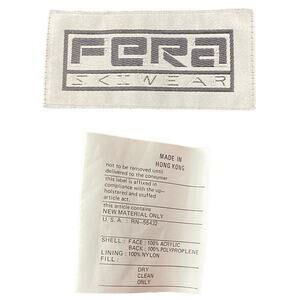 FERA
SKIWEAR
MADE IN
HONG KONG
not to be removed until
delivered to the consumer
this label is affixed in
compliance with the up-
holstered and stuffed
article act
this article contains
NEW MATERIAL ONLY
U. S. A. : RN-56432
SHELL : FACE : 100% ACRYLIC
BACK : 100% POLYPROPYLENE
LINING : 100% NYLON
FILL :
DRY
CLEAN
ONLY